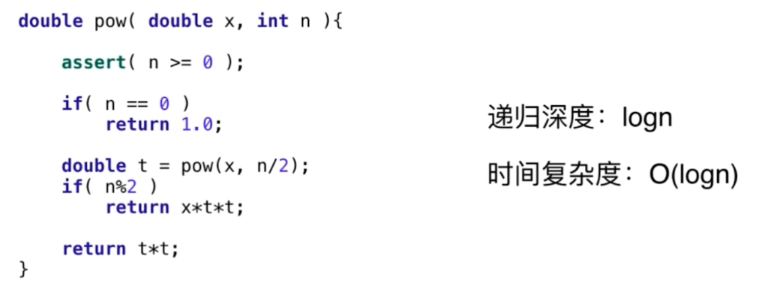 double pow( double x, int n ){
assert( n >= 0 );
if( n == 0 )
return 1.0;
递归深度：logn
double t = pow(x, n/2);
时间复杂度：O(logn)
if( n%2 )
return x*t*t;
return t*t;
}